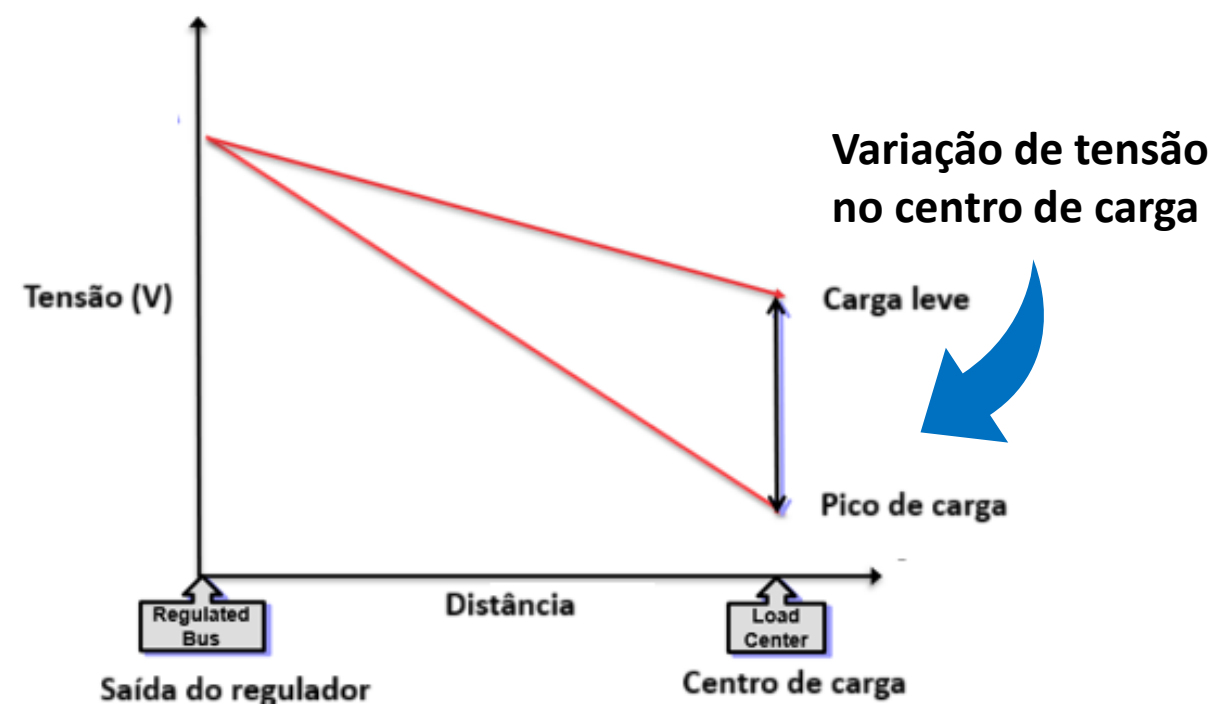 Variação de tensão
no centro de carga
Tensão (V)
Carga leve
Pico de carga
Regulated
Bus
Distância
Load
Center
Saída do regulador
Centro de carga